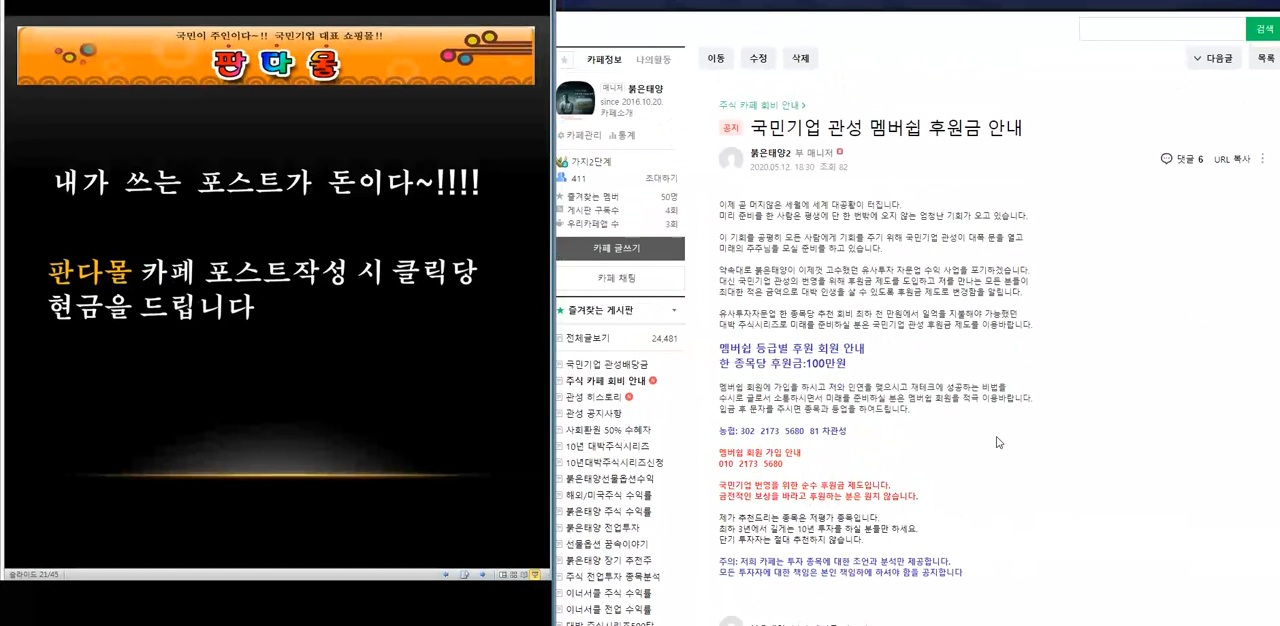 국민이 주인이다~!! 국민기업 대표 쇼핑몰!!
판다몰
내가 쓰는 포스트가 돈이다~!!!!
판다몰 카페 포스트작성 시 클릭당
현금을 드립니다
슬라이드 21/45
검색
카페정보 나의활동
매니저 붉은태양
since 2016.10.20.
카페소개
카페관리 통계
가지2단계
411 초대하기
즐겨찾는 멤버 50명
게시판 구독수 4회
우리카페앱 수 3회
카페 글쓰기
카페 채팅
즐겨찾는 게시판
전체글보기 24,481
국민기업 관성배당금
주식 카페 회비 안내
관성 히스토리
관성 공지사항
사회환원 50% 수혜자
10년 대박주식시리즈
10년대박주식시리즈신청
붉은태양선물옵션수익
해외/미국주식 수익률
붉은태양 주식 수익률
붉은태양 전업투자
선물옵션 꿈속이야기
붉은태양 장기 추천주
주식 전업투자 종목분석
이너서클 주식 수익률
이너서클 전업 수익률
이동 수정 삭제
다음글 목록
주식 카페 회비 안내 >
공지 국민기업 관성 멤버쉽 후원금 안내
붉은태양2 부 매니저
2020.05.12. 18:30 조회 82
댓글 6 URL 복사
이제 곧 머지않은 세월에 세계 대공황이 터집니다.
미리 준비를 한 사람은 평생에 단 한 번밖에 오지 않는 엄청난 기회가 오고 있습니다.
이 기회를 공평히 모든 사람에게 기회를 주기 위해 국민기업 관성이 대폭 문을 열고
미래의 주주님을 모실 준비를 하고 있습니다.
약속대로 붉은태양이 이제껏 고수했던 유사투자 자문업 수익 사업을 포기하겠습니다.
대신 국민기업 관성의 번영을 위해 후원금 제도를 도입하고 저를 만나는 모든 분들이
최대한 적은 금액으로 대박 인생을 살 수 있도록 후원금 제도로 변경함을 알립니다.
유사투자자문업 한 종목당 추천 회비 최하 천 만원에서 일억을 지불해야 가능했던
대박 주식시리즈로 미래를 준비하실 분은 국민기업 관성 후원금 제도를 이용바랍니다.
멤버쉽 등급별 후원 회원 안내
한 종목당 후원금:100만원
멤버쉽 회원에 가입을 하시고 저와 인연을 맺으시고 재테크에 성공하는 비법을
수시로 글로서 소통하시면서 미래를 준비하실 분은 멤버쉽 회원을 적극 이용바랍니다.
입금 후 문자를 주시면 종목과 등업을 하여드립니다.
농협: 302 2173 5680 81 차관성
멤버쉽 회원 가입 안내
010 2173 5680
국민기업 번영을 위한 순수 후원금 제도입니다.
금전적인 보상을 바라고 후원하는 분은 원지 않습니다.
제가 추천드리는 종목은 저평가 종목입니다.
최하 3년에서 길게는 10년 투자를 하실 분들만 하세요.
단기 투자자는 절대 추천하지 않습니다.
주의: 저희 카페는 투자 종목에 대한 조언과 분석만 제공합니다.
모든 투자자에 대한 책임은 본인 책임하에 하셔야 함을 공지합니다